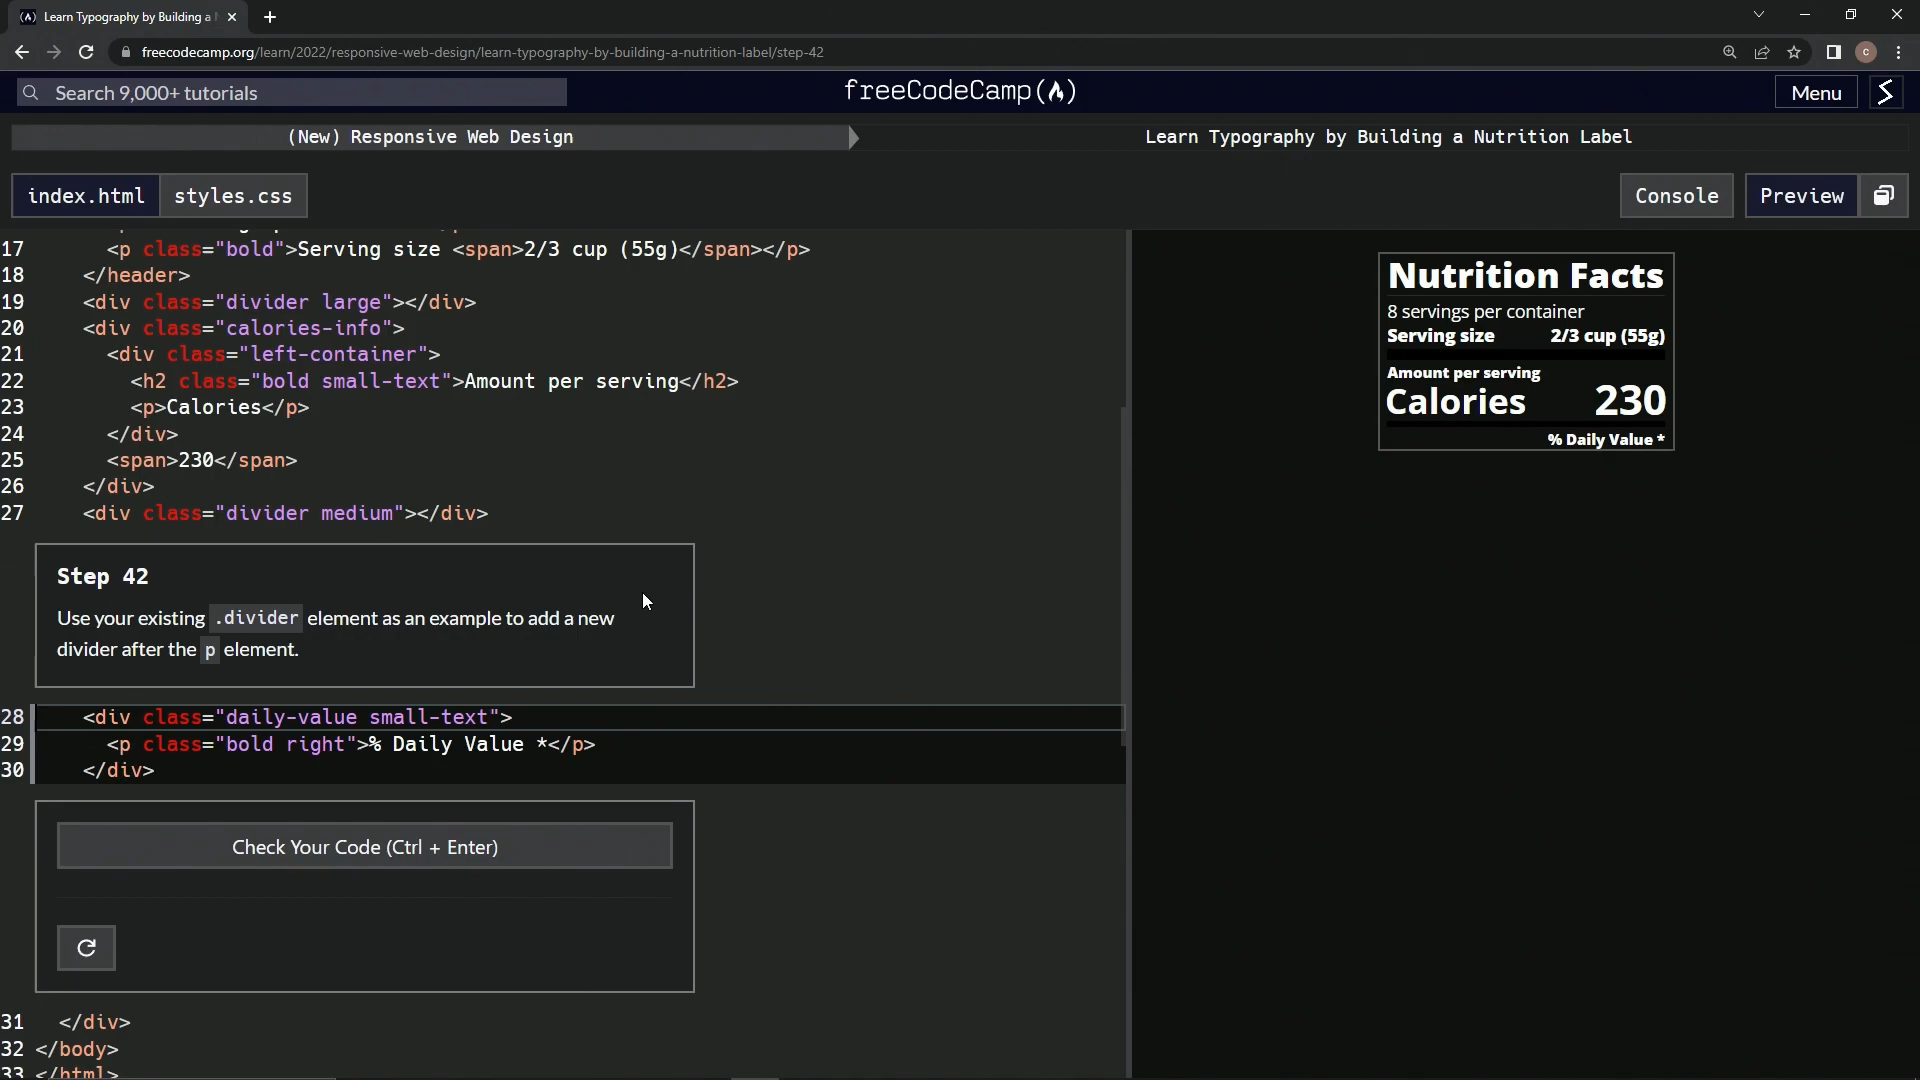 Learn Typography by Building a
freecodecamp.org/learn/2022/responsive-web-design/learn-typography-by-building-a-nutrition-label/step-42
C
Search 9,000+ tutorials
freeCodeCamp
Menu
(New) Responsive Web Design
Learn Typography by Building a Nutrition Label
index.html
styles.css
Console
Preview
17 <p class="bold">Serving size <span>2/3 cup (55g)</span></p>
18 </header>
19 <div class="divider large"></div>
20 <div class="calories-info">
21 <div class="left-container">
22 <h2 class="bold small-text">Amount per serving</h2>
23 <p>Calories</p>
24 </div>
25 <span>230</span>
26 </div>
27 <div class="divider medium"></div>
Step 42
Use your existing .divider element as an example to add a new
divider after the p element.
28 <div class="daily-value small-text">
29 <p class="bold right">% Daily Value *</p>
30 </div>
Check Your Code (Ctrl + Enter)
31 </div>
32 </body>
33 </html>
Nutrition Facts
8 servings per container
Serving size 2/3 cup (55g)
Amount per serving
Calories 230
% Daily Value *